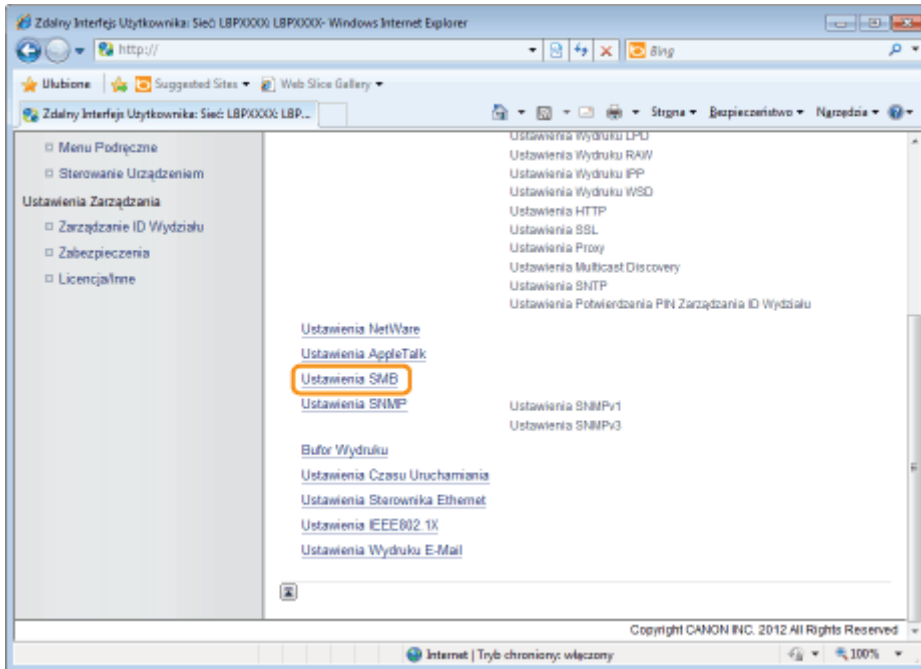 Zdalny Interfejs Użytkownika: Sieć LBPXXXX: LBPXXXX- Windows Internet Explorer
http://
Bing
Ulubione Suggested Sites Web Slice Gallery
Zdalny Interfejs Użytkownika: Sieć LBPXXXX: LBP... Strona Bezpieczeństwo Narzędzia
Menu Podręczne
Sterowanie Urządzeniem
Ustawienia Zarządzania
Zarządzanie ID Wydziału
Zabezpieczenia
Licencja/Inne
Ustawienia Wydruku LPD
Ustawienia Wydruku RAW
Ustawienia Wydruku IPP
Ustawienia Wydruku WSD
Ustawienia HTTP
Ustawienia SSL
Ustawienia Proxy
Ustawienia Multicast Discovery
Ustawienia SNTP
Ustawienia Potwierdzenia PIN Zarządzania ID Wydziału
Ustawienia NetWare
Ustawienia AppleTalk
Ustawienia SMB
Ustawienia SNMP
Ustawienia SNMPv1
Ustawienia SNMPv3
Bufor Wydruku
Ustawienia Czasu Uruchamiania
Ustawienia Sterownika Ethernet
Ustawienia IEEE802.1X
Ustawienia Wydruku E-Mail
Copyright CANON INC. 2012 All Rights Reserved
Internet | Tryb chroniony: włączony 100%